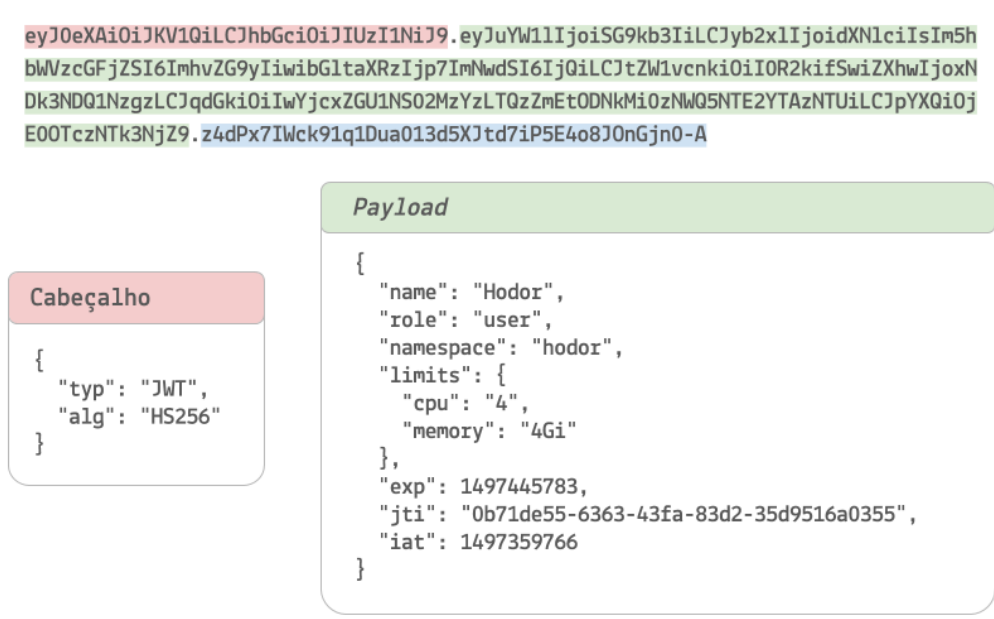 eyJ0eXAiOiJKV1QiLCJhbGciOiJIUzI1NiJ9.eyJuYW1lIjoiSG9kb3IiLCJyb2xlIjoidXNlciIsIm5h
bWVzcGFjZSI6ImhvZG9yIiwibGltaXRzIjp7ImNwdSI6IjQiLCJtZW1vcnkiOiI0R2kifSwiZXhwIjoxN
Dk3NDQ1NzgzLCJqdGkiOiIwYjcxZGU1NS02MzYzLTQzZmEtODNkMi0zNWQ5NTE2YTAzNTUiLCJpYXQiOj
E0OTczNTk3NjZ9.z4dPx7IWck91q1DuaO13d5XJtd7iP5E4o8JOnGjn0-A
Payload
{
"name": "Hodor",
"role": "user",
"namespace": "hodor",
"limits": {
"cpu": "4",
"memory": "4Gi"
},
"exp": 1497445783,
"jti": "0b71de55-6363-43fa-83d2-35d9516a0355",
"iat": 1497359766
}
Cabeçalho
{
"typ": "JWT",
"alg": "HS256"
}